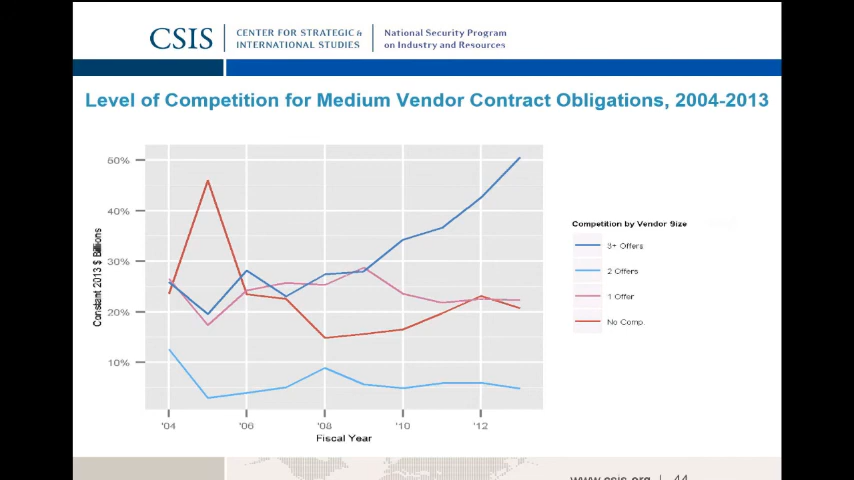 CSIS
CENTER FOR STRATEGIC &
INTERNATIONAL STUDIES
National Security Program
on Industry and Resources
Level of Competition for Medium Vendor Contract Obligations, 2004-2013
50%
40%
30%
20%
10%
Constant 2013 $ Billions
'04
'06
'08
'10
'12
Fiscal Year
Competition by Vendor Size
3+ Offers
2 Offers
1 Offer
No Comp.
www.csis.org | 44